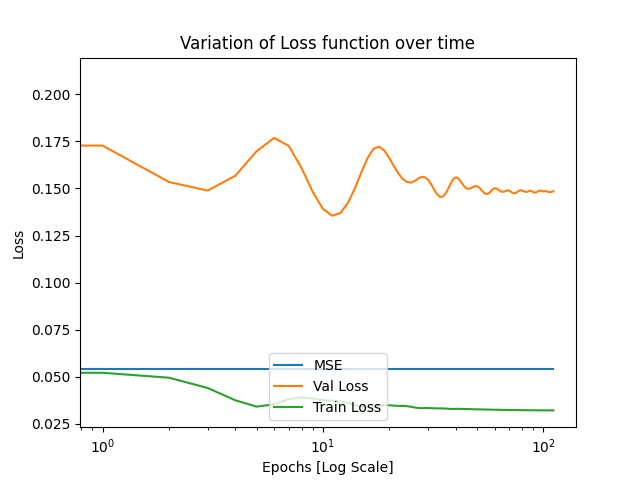 Variation of Loss function over time
0.200
0.175
0.150
0.125
0.100
0.075
0.050
0.025
Loss
MSE
Val Loss
Train Loss
10⁰ 10¹ 10²
Epochs [Log Scale]